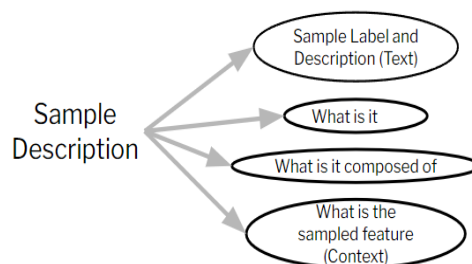 Sample
Description
Sample Label and
Description (Text)
What is it
What is it composed of
What is the
sampled feature
(Context)